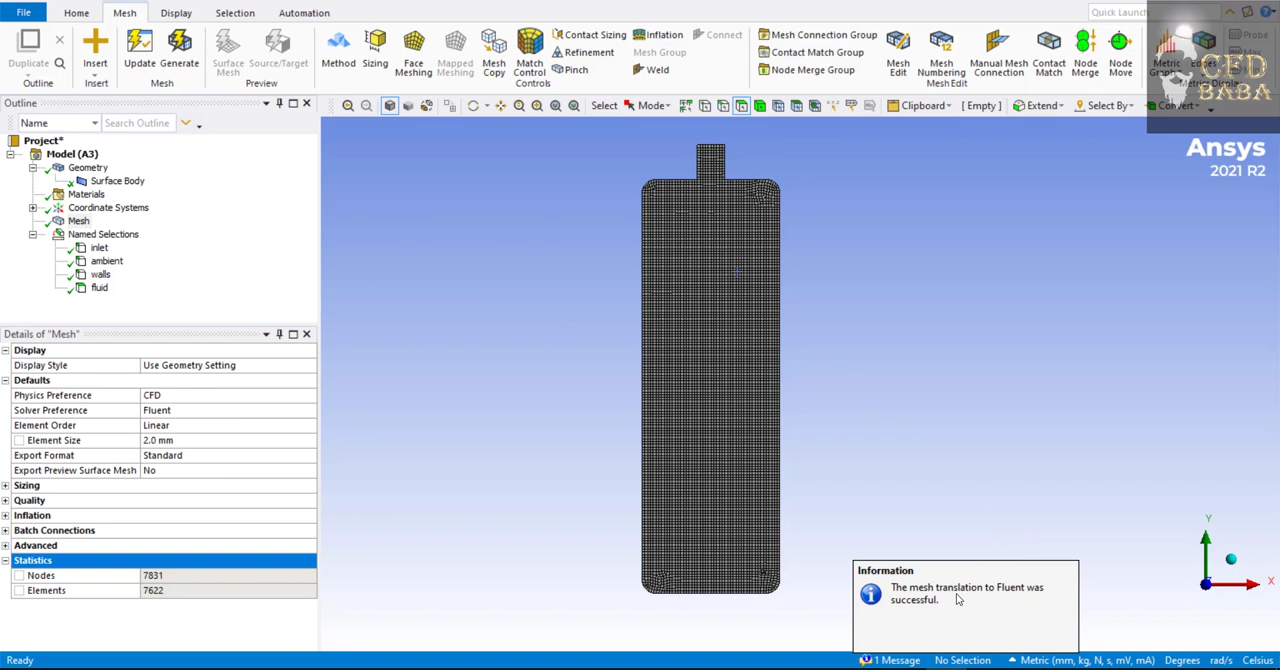 File Home Mesh Display Selection Automation Quick Launch
Duplicate Insert Update Generate Surface Mesh Source/Target Method Sizing Face Meshing Mapped Meshing Mesh Copy Match Control Contact Sizing Inflation Connect Mesh Connection Group Mesh Edit Mesh Numbering Manual Mesh Connection Contact Match Node Merge Node Move
Refinement Mesh Group Contact Match Group
Pinch Weld Node Merge Group
Outline Insert Mesh Preview Controls Mesh Edit
Probe
CFD
BABA
Outline
Name Search Outline
Select Mode Clipboard [ Empty ] Extend Select By Convert
Project*
Model (A3)
Geometry
Surface Body
Materials
Coordinate Systems
Mesh
Named Selections
inlet
ambient
walls
fluid
Ansys
2021 R2
Details of "Mesh"
Display
Display Style Use Geometry Setting
Defaults
Physics Preference CFD
Solver Preference Fluent
Element Order Linear
Element Size 2.0 mm
Export Format Standard
Export Preview Surface Mesh No
Sizing
Quality
Inflation
Batch Connections
Advanced
Statistics
Nodes 7831
Elements 7622
Information
The mesh translation to Fluent was
successful.
Y
X
Ready 1 Message No Selection Metric (mm, kg, N, s, mV, mA) Degrees rad/s Celsius